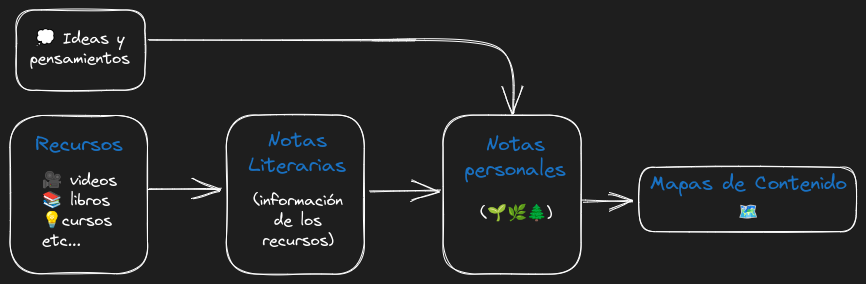 💭 Ideas y
pensamientos
Recursos
🎥 videos
📚 libros
💡cursos
etc...
Notas
Literarias
(información
de los
recursos)
Notas
personales
(🌱🌿🌲)
Mapas de Contenido
🗺️